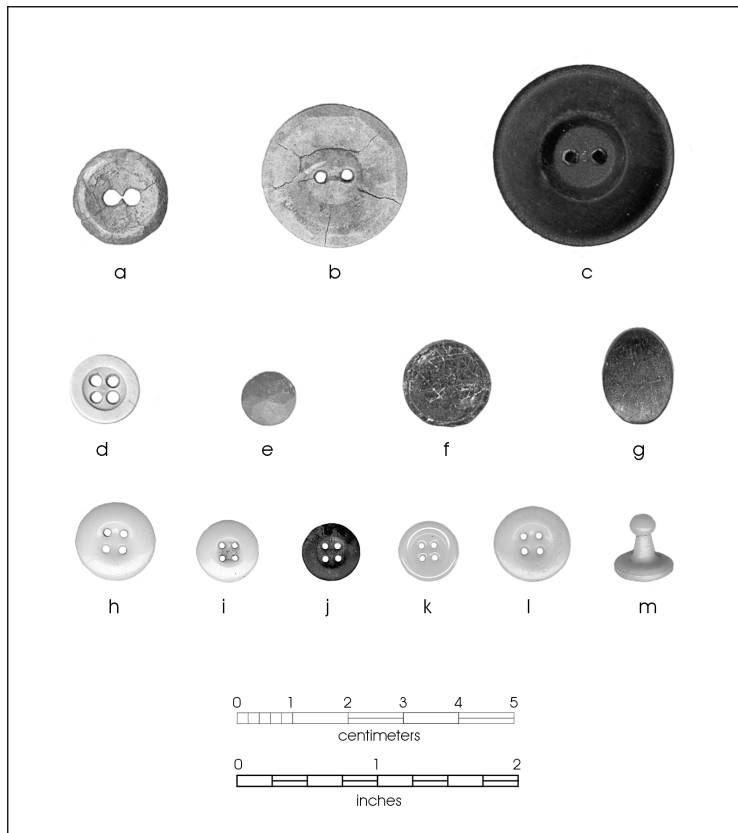 a b c
d e f g
h i j k l m
0 1 2 3 4 5
centimeters
0 1 2
inches